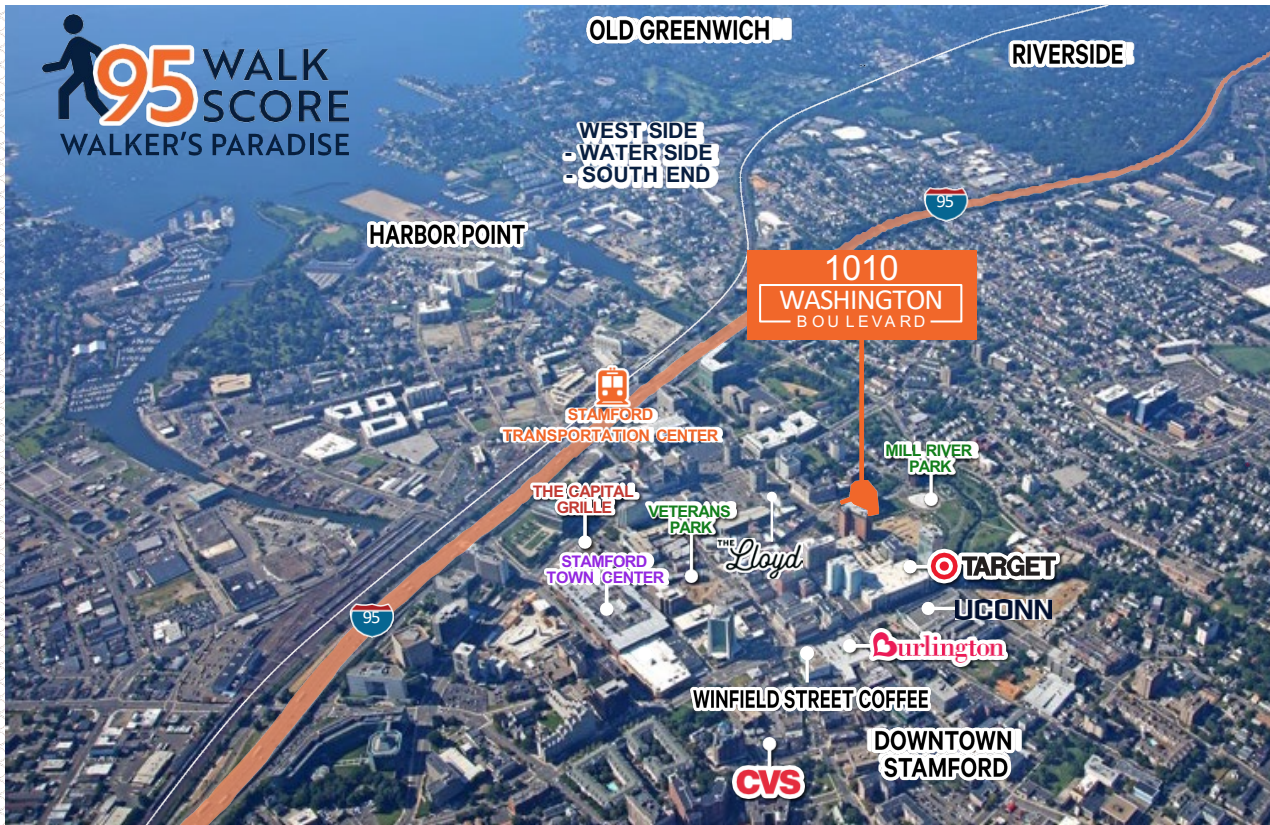 95 WALK
SCORE
WALKER'S PARADISE
OLD GREENWICH
RIVERSIDE
WEST SIDE
- WATER SIDE
- SOUTH END
95
HARBOR POINT
1010
WASHINGTON
BOULEVARD
STAMFORD
TRANSPORTATION CENTER
MILL RIVER
PARK
THE CAPITAL
GRILLE
VETERANS
PARK
THE Lloyd
STAMFORD
TOWN CENTER
TARGET
95
UCONN
Burlington
WINFIELD STREET COFFEE
DOWNTOWN
STAMFORD
CVS